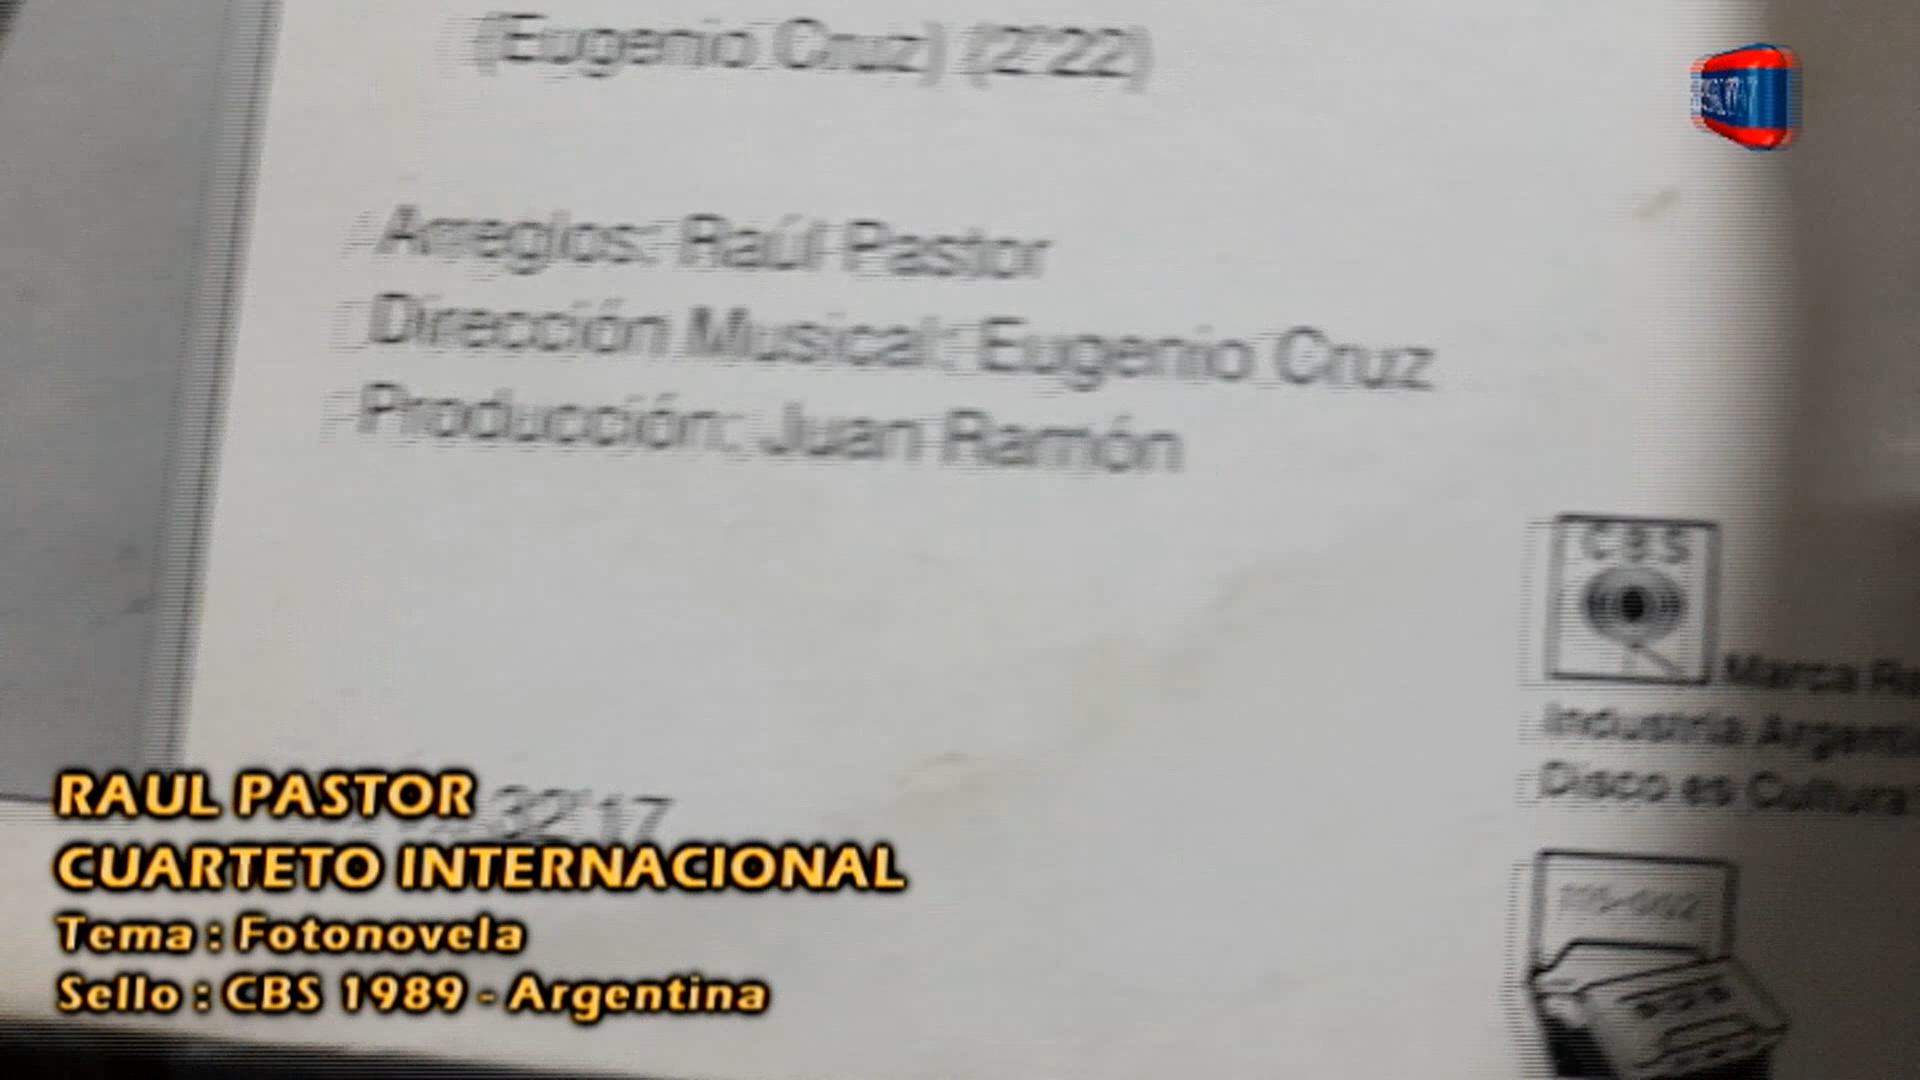 (Eugenio Cruz) (2'22)
Arreglos: Raúl Pastor
Dirección Musical: Eugenio Cruz
Producción: Juan Ramón
CBS
Marca
Industria
Disco es Cultura
32'17
RAUL PASTOR
CUARTETO INTERNACIONAL
Tema : Fotonovela
Sello : CBS 1989 - Argentina